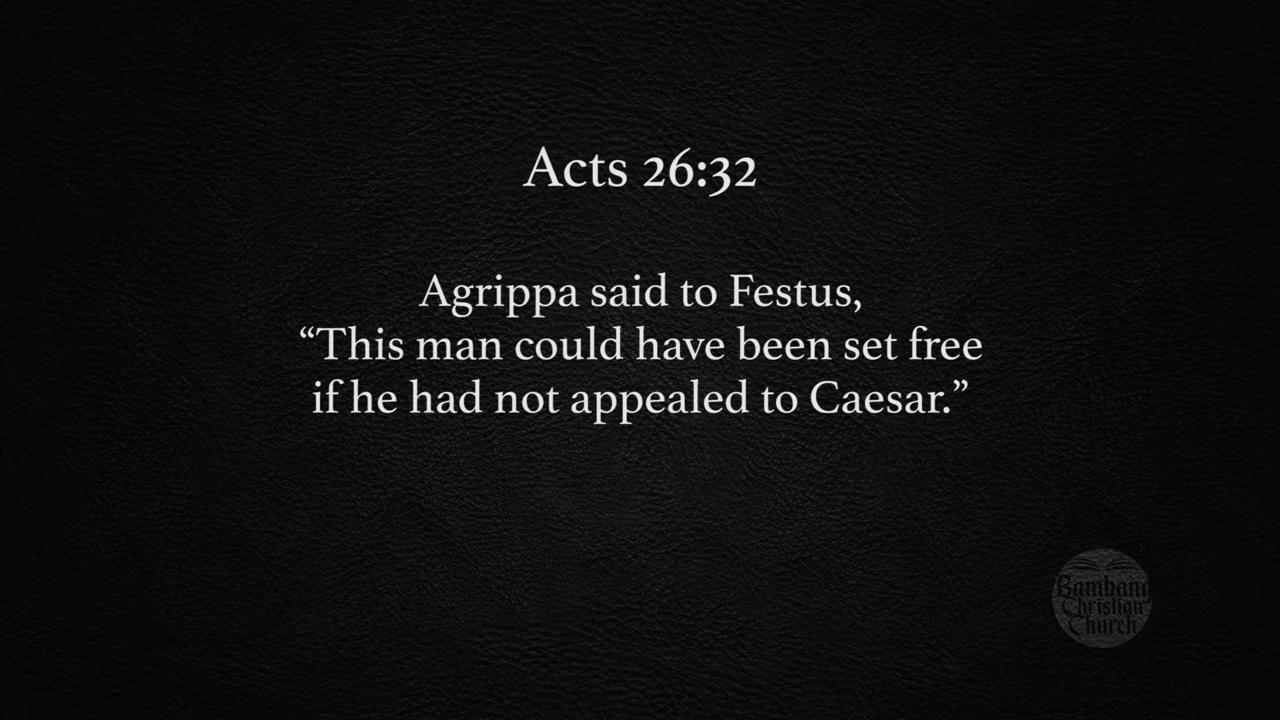 Acts 26:32
Agrippa said to Festus,
“This man could have been set free
if he had not appealed to Caesar.”
Bambang
Christian
Church